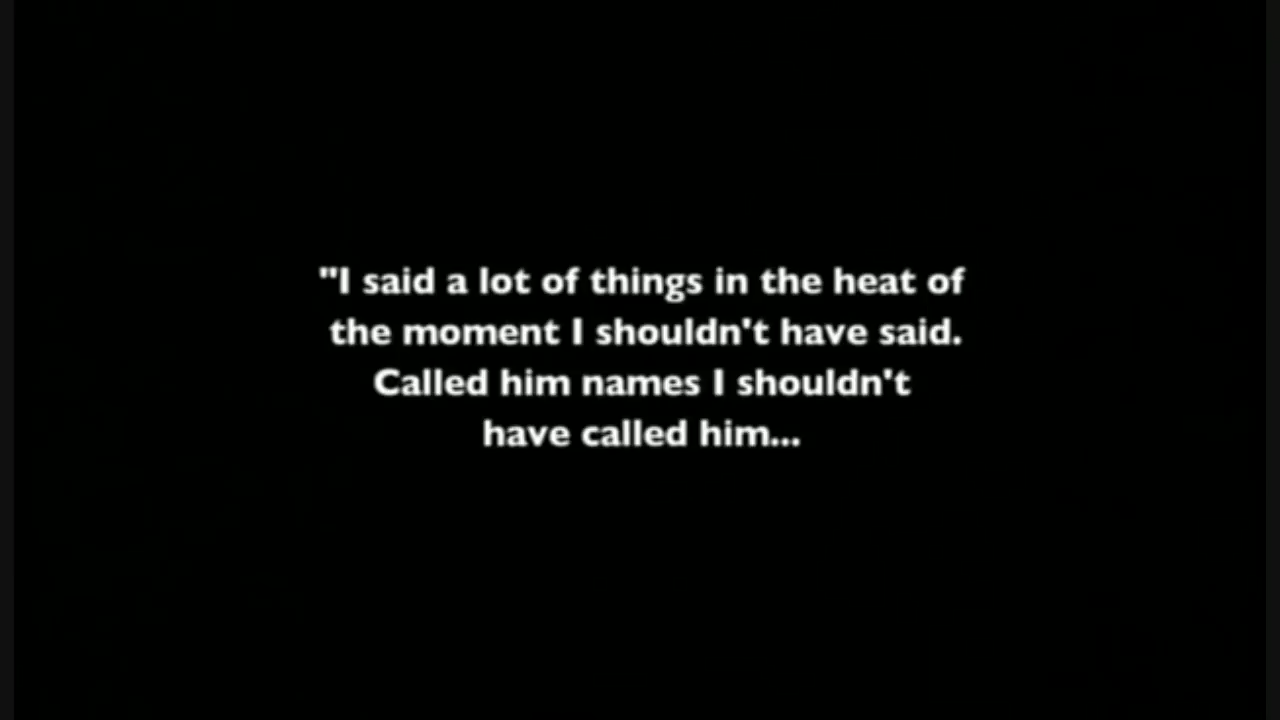 "I said a lot of things in the heat of
the moment I shouldn't have said.
Called him names I shouldn't
have called him...